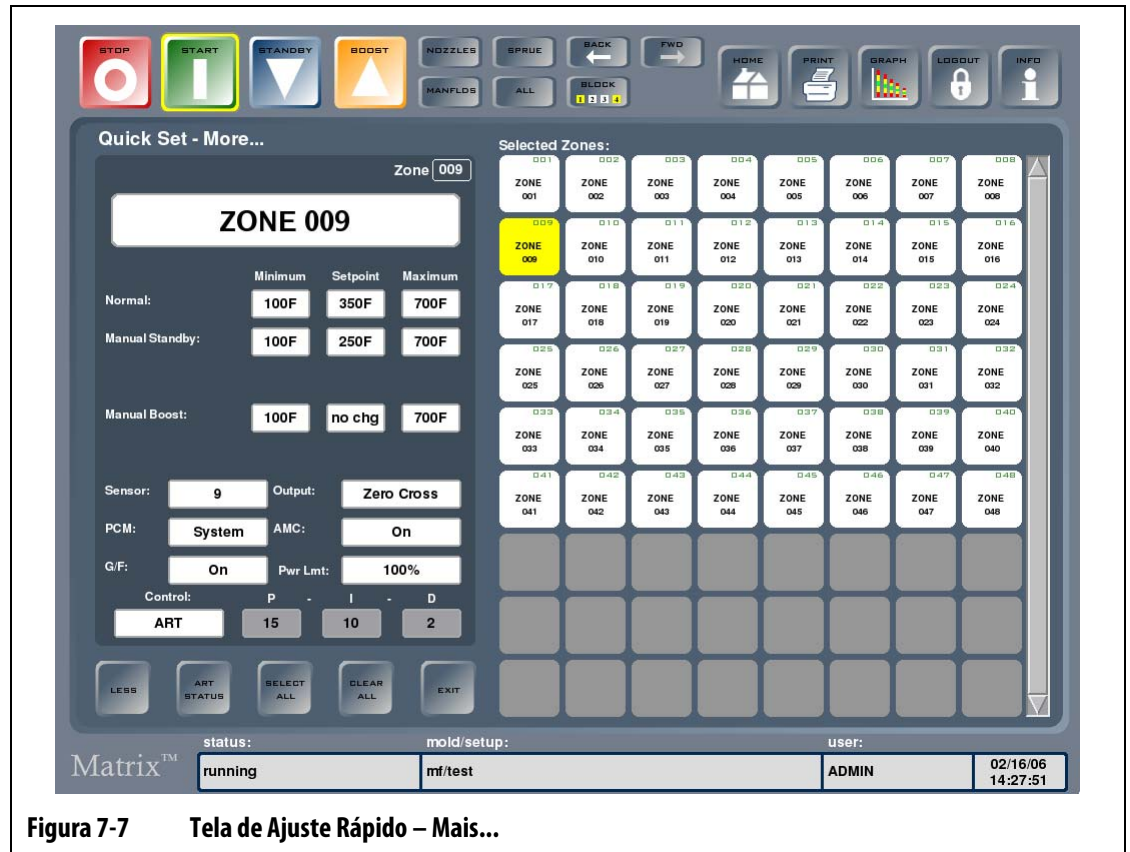 STOP START STANDBY BOOST NOZZLES SPRUE BACK FWD
HOME PRINT GRAPH LOGOUT INFO
MANFLDS ALL BLOCK
1 2 3 4
Quick Set - More...
Zone 009
ZONE 009
Minimum Setpoint Maximum
Normal: 100F 350F 700F
Manual Standby: 100F 250F 700F
Manual Boost: 100F no chg 700F
Sensor: 9 Output: Zero Cross
PCM: System AMC: On
G/F: On Pwr Lmt: 100%
Control: P - I - D
ART 15 10 2
LESS ART STATUS SELECT ALL CLEAR ALL EXIT
Selected Zones:
001 002 003 004 005 006 007 008
ZONE ZONE ZONE ZONE ZONE ZONE ZONE ZONE
001 002 003 004 005 006 007 008
009 010 011 012 013 014 015 016
ZONE ZONE ZONE ZONE ZONE ZONE ZONE ZONE
009 010 011 012 013 014 015 016
017 018 019 020 021 022 023 024
ZONE ZONE ZONE ZONE ZONE ZONE ZONE ZONE
017 018 019 020 021 022 023 024
025 026 027 028 029 030 031 032
ZONE ZONE ZONE ZONE ZONE ZONE ZONE ZONE
025 026 027 028 029 030 031 032
033 034 035 036 037 038 039 040
ZONE ZONE ZONE ZONE ZONE ZONE ZONE ZONE
033 034 035 036 037 038 039 040
041 042 043 044 045 046 047 048
ZONE ZONE ZONE ZONE ZONE ZONE ZONE ZONE
041 042 043 044 045 046 047 048
Matrix™
status: mold/setup: user:
running mf/test ADMIN 02/16/06
14:27:51
Figura 7-7 Tela de Ajuste Rápido – Mais...